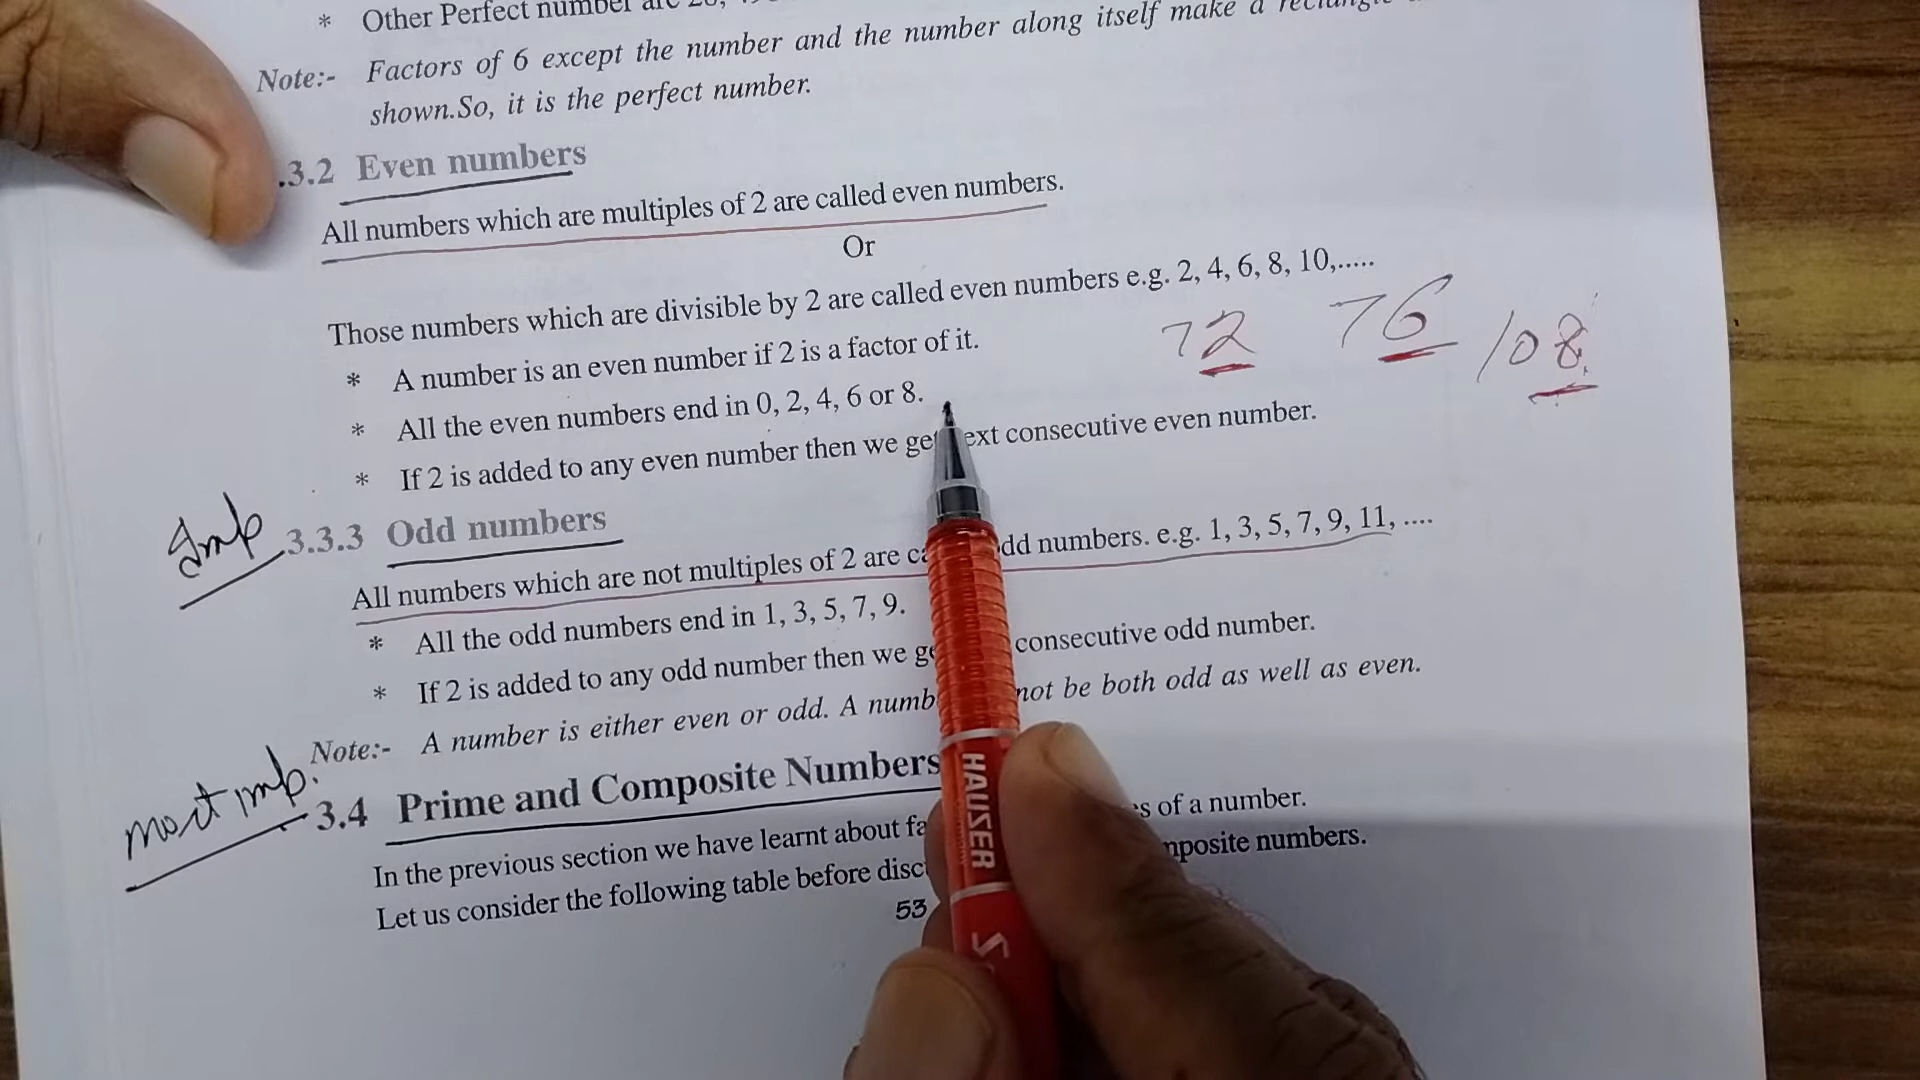 * Other Perfect number are 28,
Note:- Factors of 6 except the number and the number along itself make a rectangle
shown.So, it is the perfect number.
.3.2 Even numbers
All numbers which are multiples of 2 are called even numbers.
Or
Those numbers which are divisible by 2 are called even numbers e.g. 2, 4, 6, 8, 10,.....
72 76 108
* A number is an even number if 2 is a factor of it.
* All the even numbers end in 0, 2, 4, 6 or 8.
* If 2 is added to any even number then we get next consecutive even number.
Imp 3.3.3 Odd numbers
All numbers which are not multiples of 2 are ca dd numbers. e.g. 1, 3, 5, 7, 9, 11, ....
* All the odd numbers end in 1, 3, 5, 7, 9.
* If 2 is added to any odd number then we ge consecutive odd number.
Note:- A number is either even or odd. A numb not be both odd as well as even.
most imp. 3.4 Prime and Composite Numbers
In the previous section we have learnt about fa s of a number.
Let us consider the following table before disc mposite numbers.
53
HAUSER